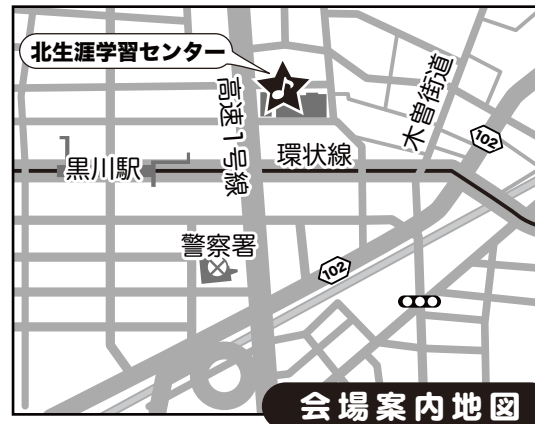 北生涯学習センター
高速1号線
木曽街道
102
黒川駅
環状線
警察署
102
会場案内地図